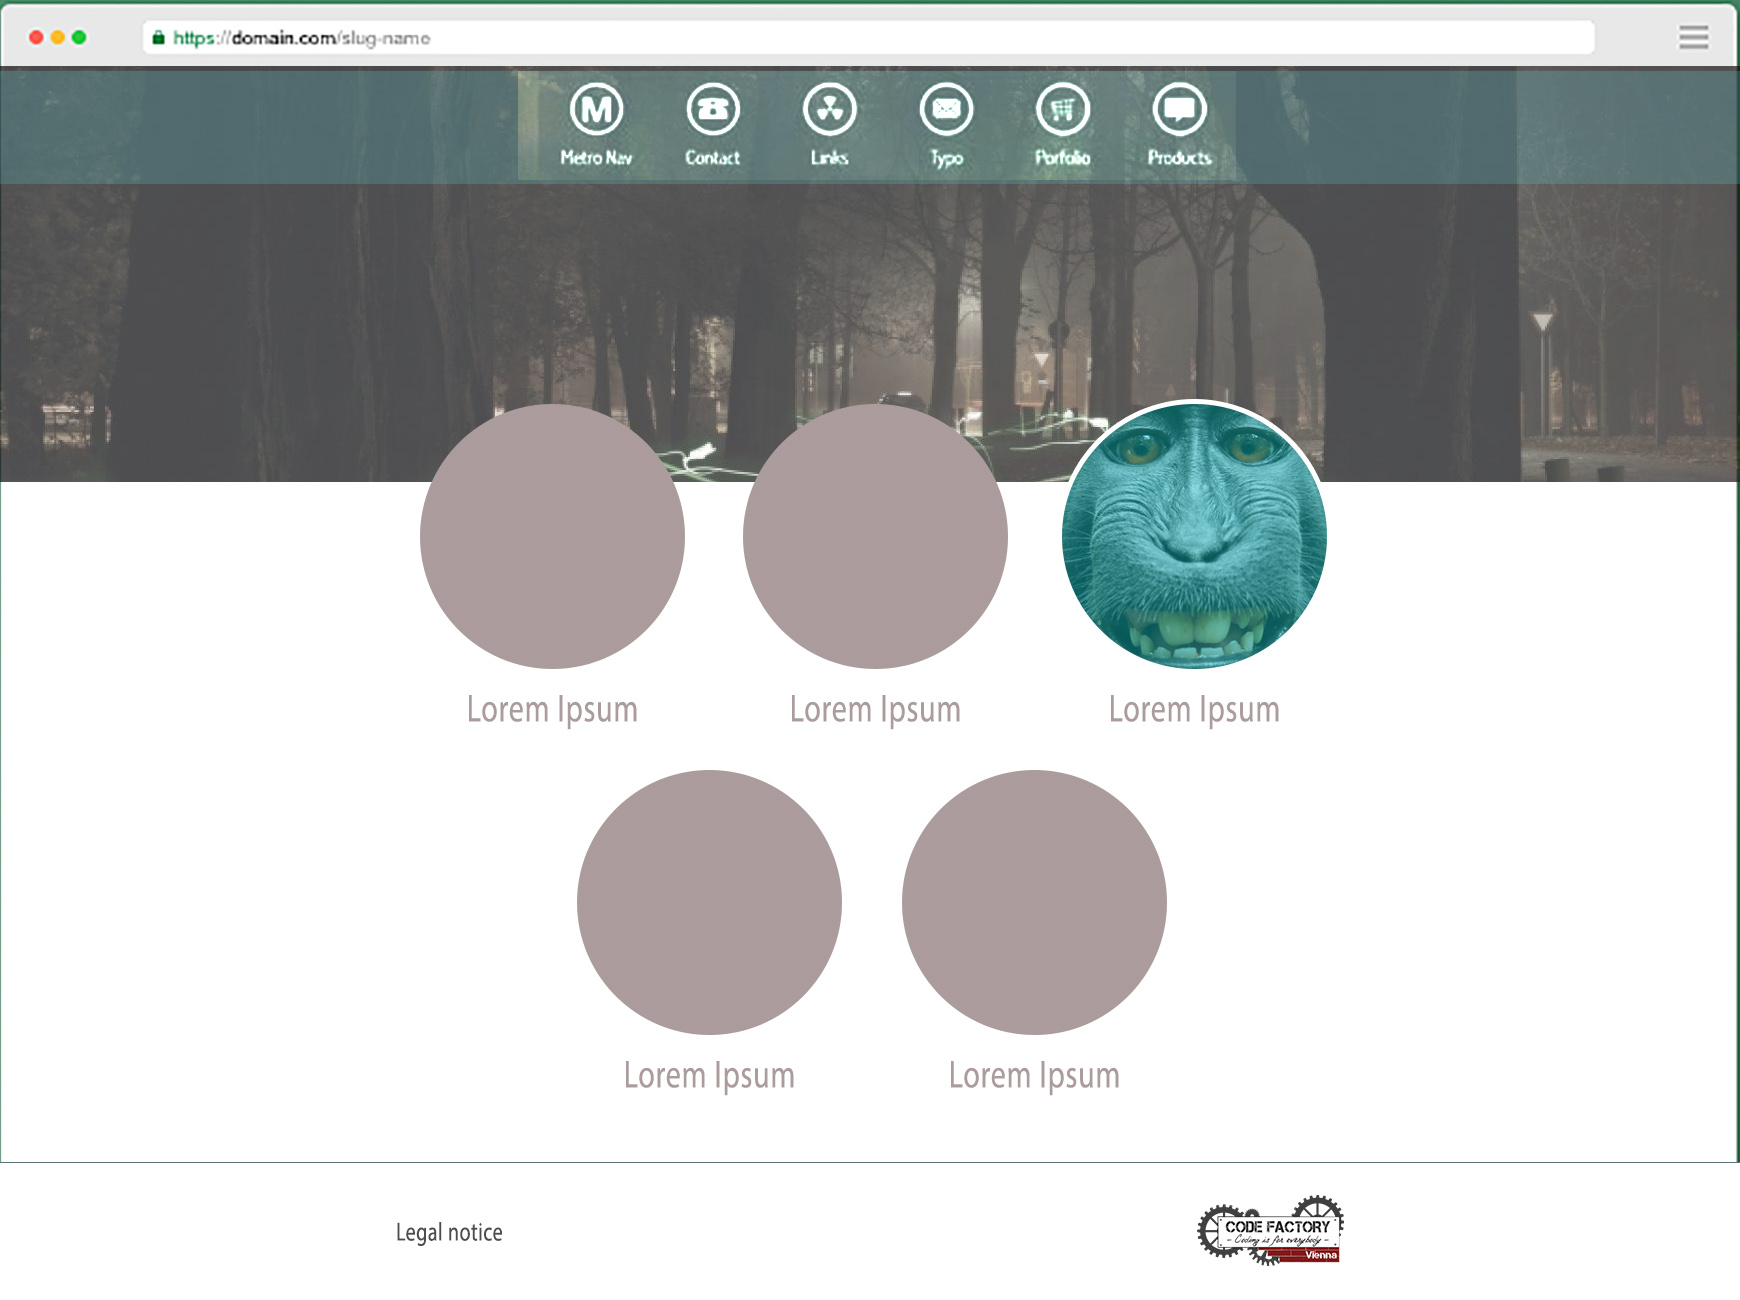 https://domain.com/slug-name
M
Metro Nav Contact Links Typo Porfolio Products
Lorem Ipsum Lorem Ipsum Lorem Ipsum
Lorem Ipsum Lorem Ipsum
Legal notice
CODE FACTORY
- Coding is for everybody -
Vienna